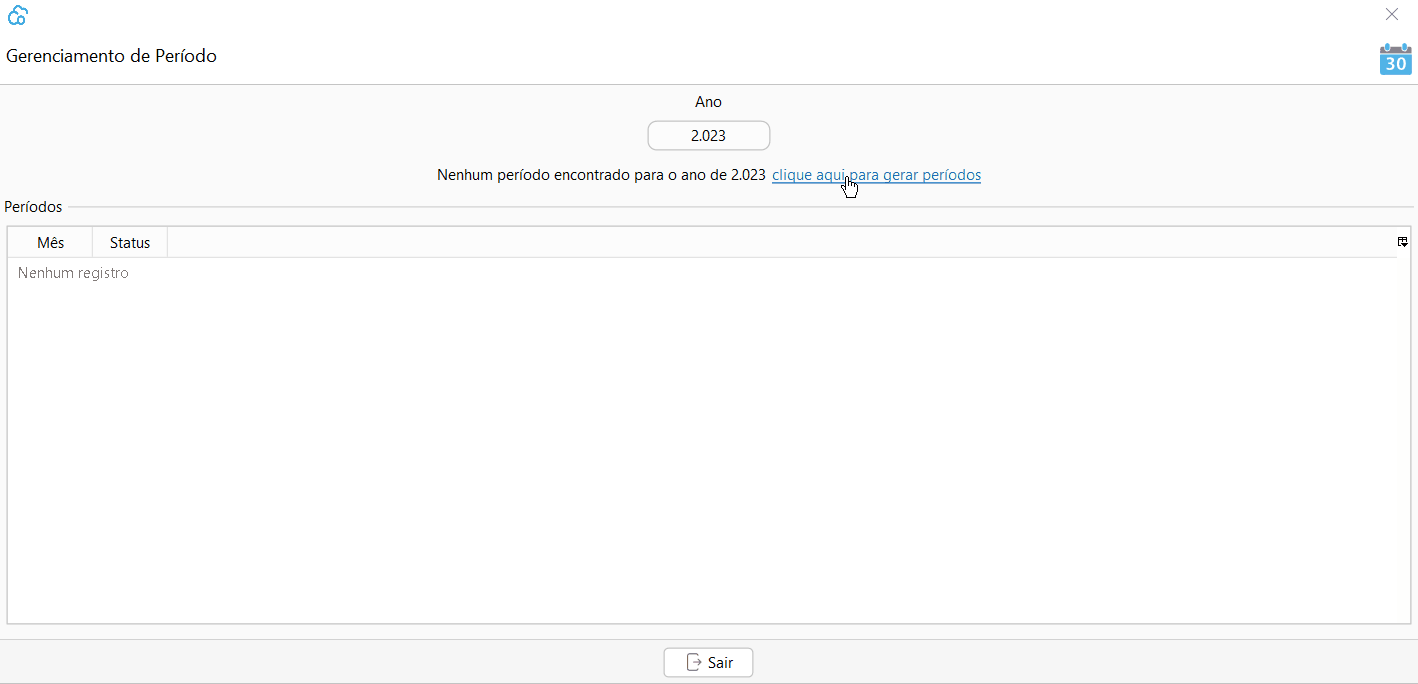 Gerenciamento de Período
30
Ano
2.023
Nenhum período encontrado para o ano de 2.023 clique aqui para gerar períodos
Períodos
Mês Status
Nenhum registro
Sair